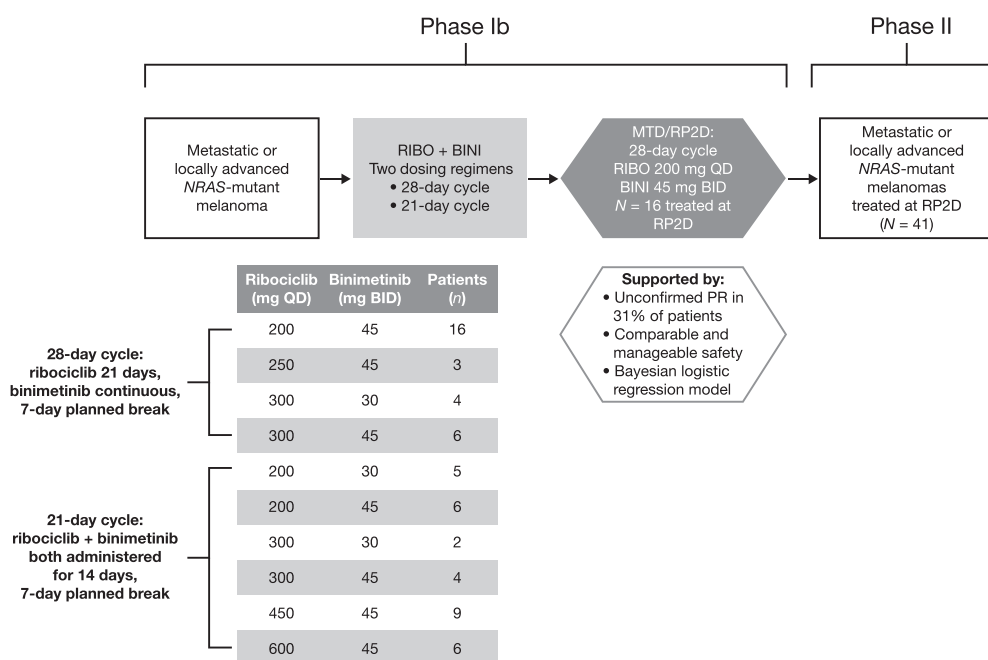 Phase Ib
Phase II
Metastatic or
locally advanced
NRAS-mutant
melanoma
RIBO + BINI
Two dosing regimens
• 28-day cycle
• 21-day cycle
MTD/RP2D:
28-day cycle
RIBO 200 mg QD
BINI 45 mg BID
N = 16 treated at
RP2D
Metastatic or
locally advanced
NRAS-mutant
melanomas
treated at RP2D
(N = 41)
Supported by:
• Unconfirmed PR in
31% of patients
• Comparable and
manageable safety
• Bayesian logistic
regression model
Ribociclib Binimetinib Patients
(mg QD) (mg BID) (n)
28-day cycle:
ribociclib 21 days,
binimetinib continuous,
7-day planned break
200 45 16
250 45 3
300 30 4
300 45 6
21-day cycle:
ribociclib + binimetinib
both administered
for 14 days,
7-day planned break
200 30 5
200 45 6
300 30 2
300 45 4
450 45 9
600 45 6